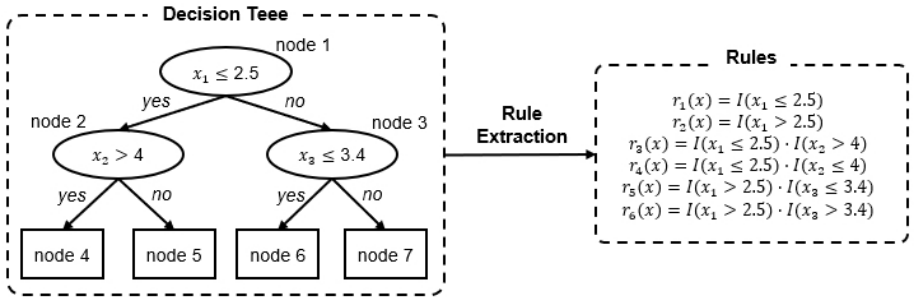 Decision Teee
node 1
x₁ ≤ 2.5
yes
no
node 2
node 3
x₂ > 4
x₃ ≤ 3.4
yes
no
yes
no
node 4
node 5
node 6
node 7
Rule
Extraction
Rules
r₁(x) = I(x₁ ≤ 2.5)
r₂(x) = I(x₁ > 2.5)
r₃(x) = I(x₁ ≤ 2.5) · I(x₂ > 4)
r₄(x) = I(x₁ ≤ 2.5) · I(x₂ ≤ 4)
r₅(x) = I(x₁ > 2.5) · I(x₃ ≤ 3.4)
r₆(x) = I(x₁ > 2.5) · I(x₃ > 3.4)